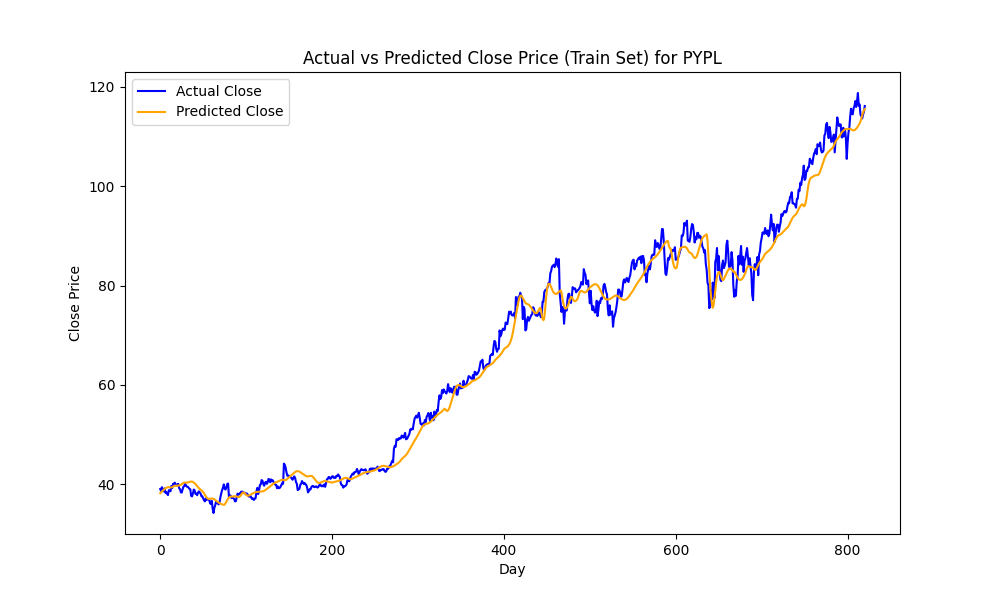 Actual vs Predicted Close Price (Train Set) for PYPL
Actual Close
Predicted Close
120
100
80
60
40
Close Price
0 200 400 600 800
Day